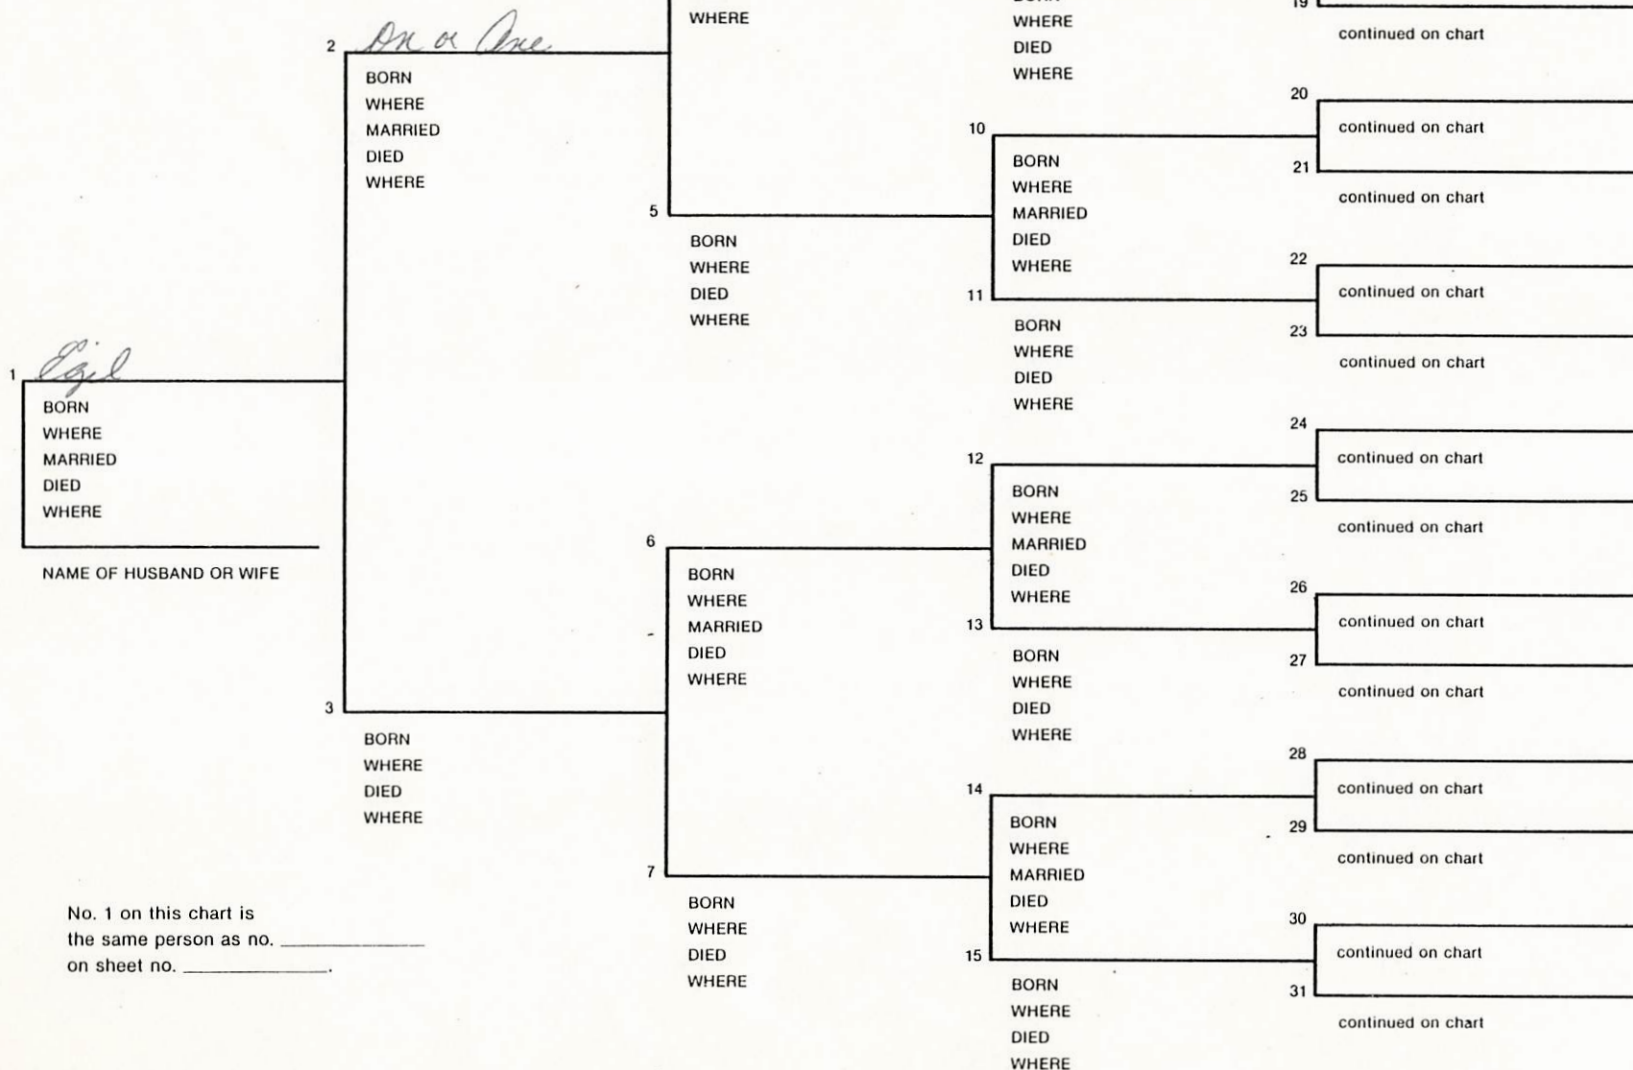 2 On or Ane
BORN
WHERE
MARRIED
DIED
WHERE
1 Egil
BORN
WHERE
MARRIED
DIED
WHERE
NAME OF HUSBAND OR WIFE
3
BORN
WHERE
DIED
WHERE
No. 1 on this chart is
the same person as no.
on sheet no. .
WHERE
5
BORN
WHERE
DIED
WHERE
6
BORN
WHERE
MARRIED
DIED
WHERE
7
BORN
WHERE
DIED
WHERE
WHERE
DIED
WHERE
10
BORN
WHERE
MARRIED
DIED
WHERE
11
BORN
WHERE
DIED
WHERE
12
BORN
WHERE
MARRIED
DIED
WHERE
13
BORN
WHERE
DIED
WHERE
14
BORN
WHERE
MARRIED
DIED
WHERE
15
BORN
WHERE
DIED
WHERE
19
continued on chart
20
continued on chart
21
continued on chart
22
continued on chart
23
continued on chart
24
continued on chart
25
continued on chart
26
continued on chart
27
continued on chart
28
continued on chart
29
continued on chart
30
continued on chart
31
continued on chart